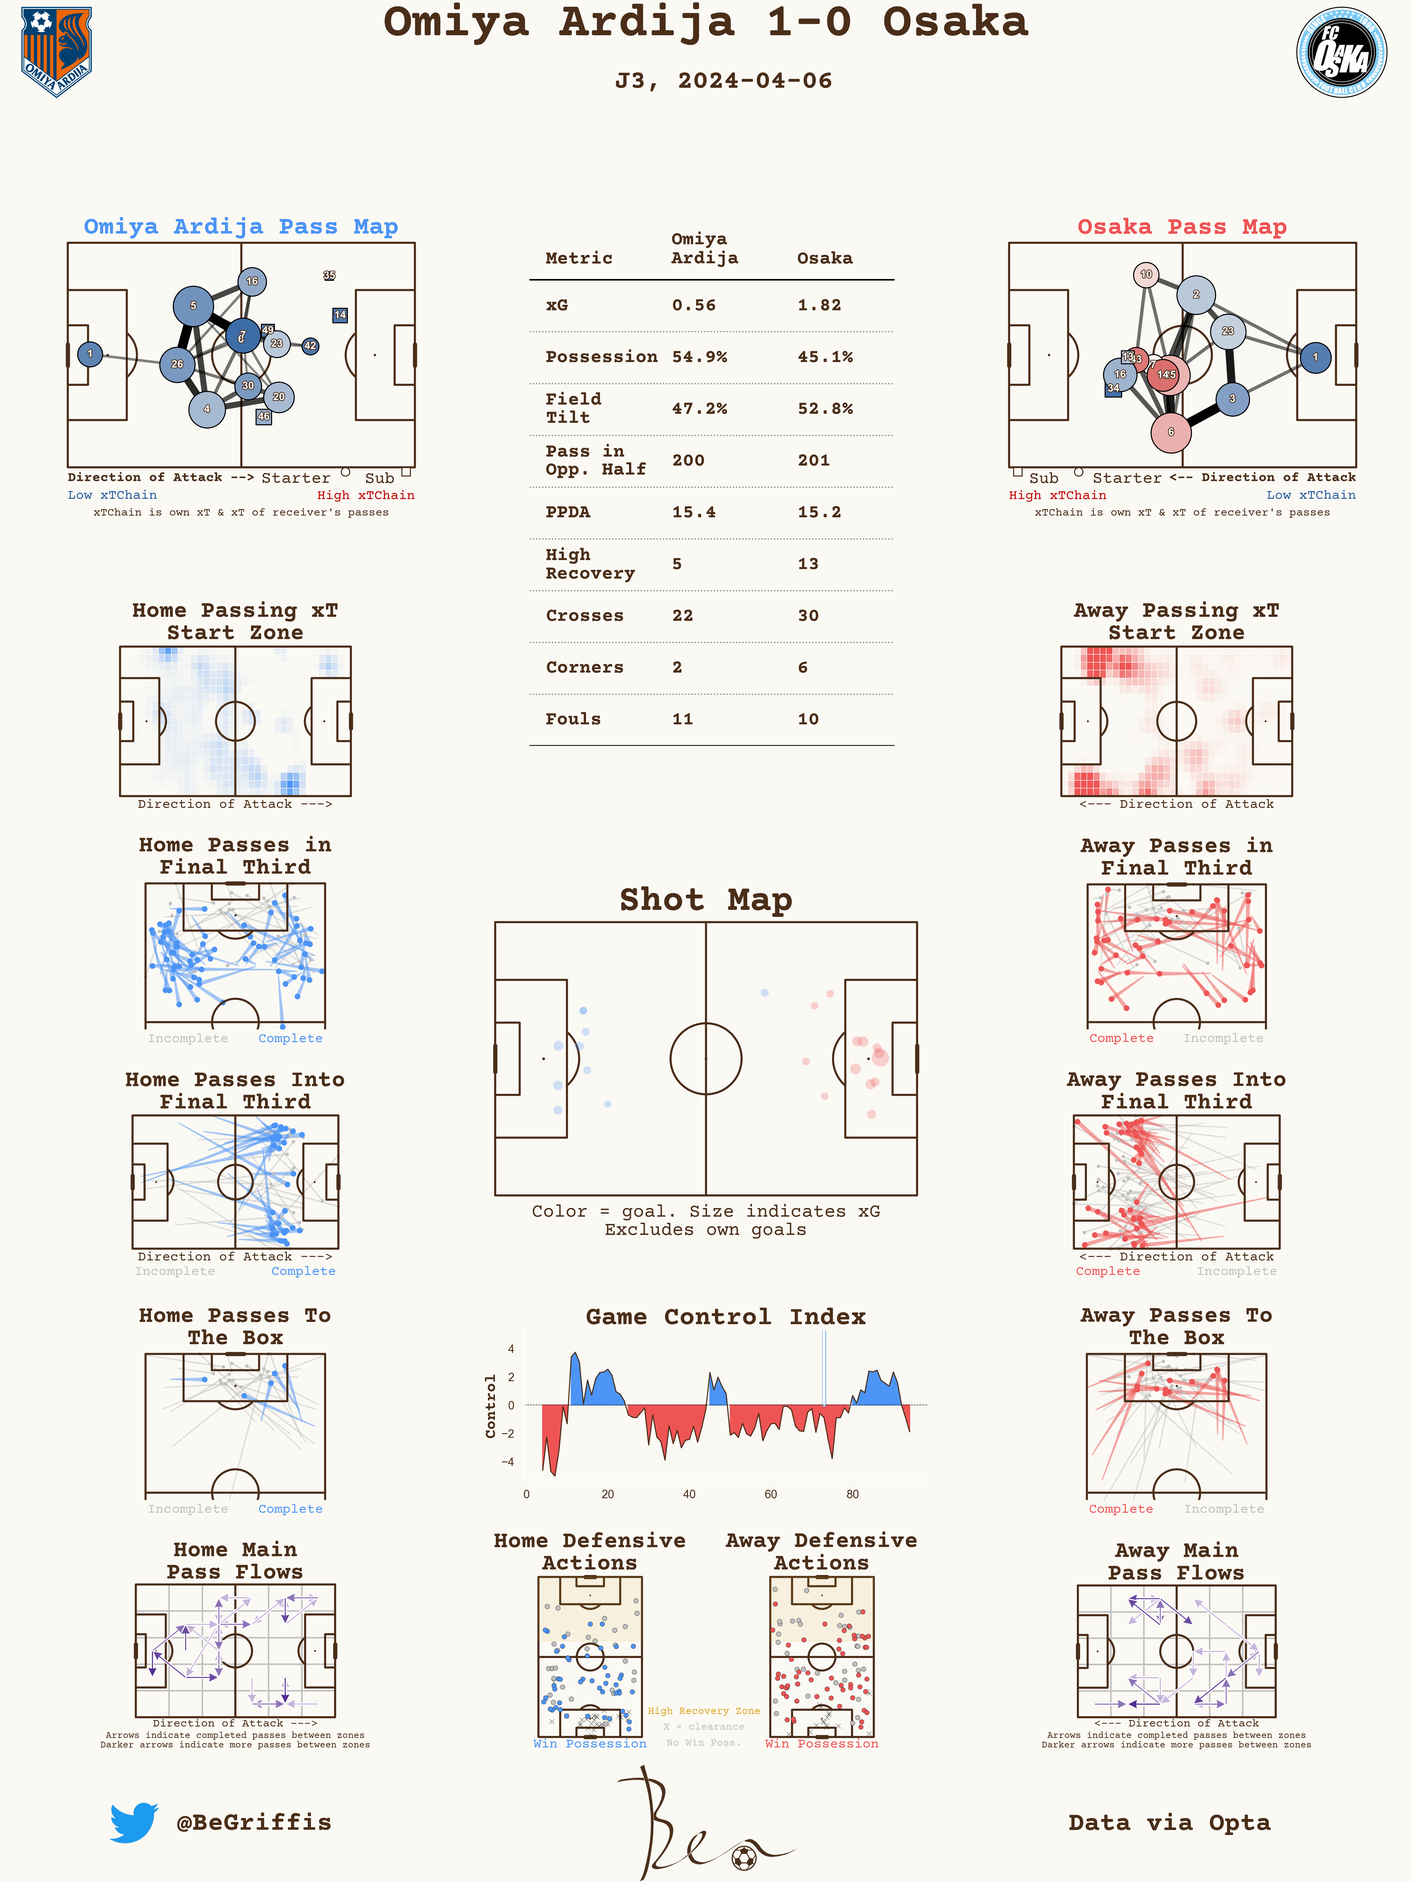 Omiya Ardija 1-0 Osaka
J3, 2024-04-06
OMIYA ARDIJA
FC
OSAKA
Omiya Ardija Pass Map
1
5
16
26
4
7
49
23
42
30
20
46
35
14
Direction of Attack --> Starter Sub
Low xTChain High xTChain
xTChain is own xT & xT of receiver's passes
Metric Omiya Ardija Osaka
xG 0.56 1.82
Possession 54.9% 45.1%
Field Tilt 47.2% 52.8%
Pass in Opp. Half 200 201
PPDA 15.4 15.2
High Recovery 5 13
Crosses 22 30
Corners 2 6
Fouls 11 10
Osaka Pass Map
10
2
23
1
3
6
13
16
34
14
Sub Starter <-- Direction of Attack
High xTChain Low xTChain
xTChain is own xT & xT of receiver's passes
Home Passing xT
Start Zone
Direction of Attack --->
Away Passing xT
Start Zone
<--- Direction of Attack
Home Passes in
Final Third
Incomplete Complete
Away Passes in
Final Third
Complete Incomplete
Shot Map
Color = goal. Size indicates xG
Excludes own goals
Home Passes Into
Final Third
Direction of Attack --->
Incomplete Complete
Away Passes Into
Final Third
<--- Direction of Attack
Complete Incomplete
Home Passes To
The Box
Incomplete Complete
Game Control Index
Control
4
2
0
−2
−4
0 20 40 60 80
Away Passes To
The Box
Complete Incomplete
Home Main
Pass Flows
Direction of Attack --->
Arrows indicate completed passes between zones
Darker arrows indicate more passes between zones
Home Defensive
Actions
Win Possession
Away Defensive
Actions
Win Possession
High Recovery Zone
X = clearance
No Win Poss.
Away Main
Pass Flows
<--- Direction of Attack
Arrows indicate completed passes between zones
Darker arrows indicate more passes between zones
@BeGriffis
Ben
Data via Opta